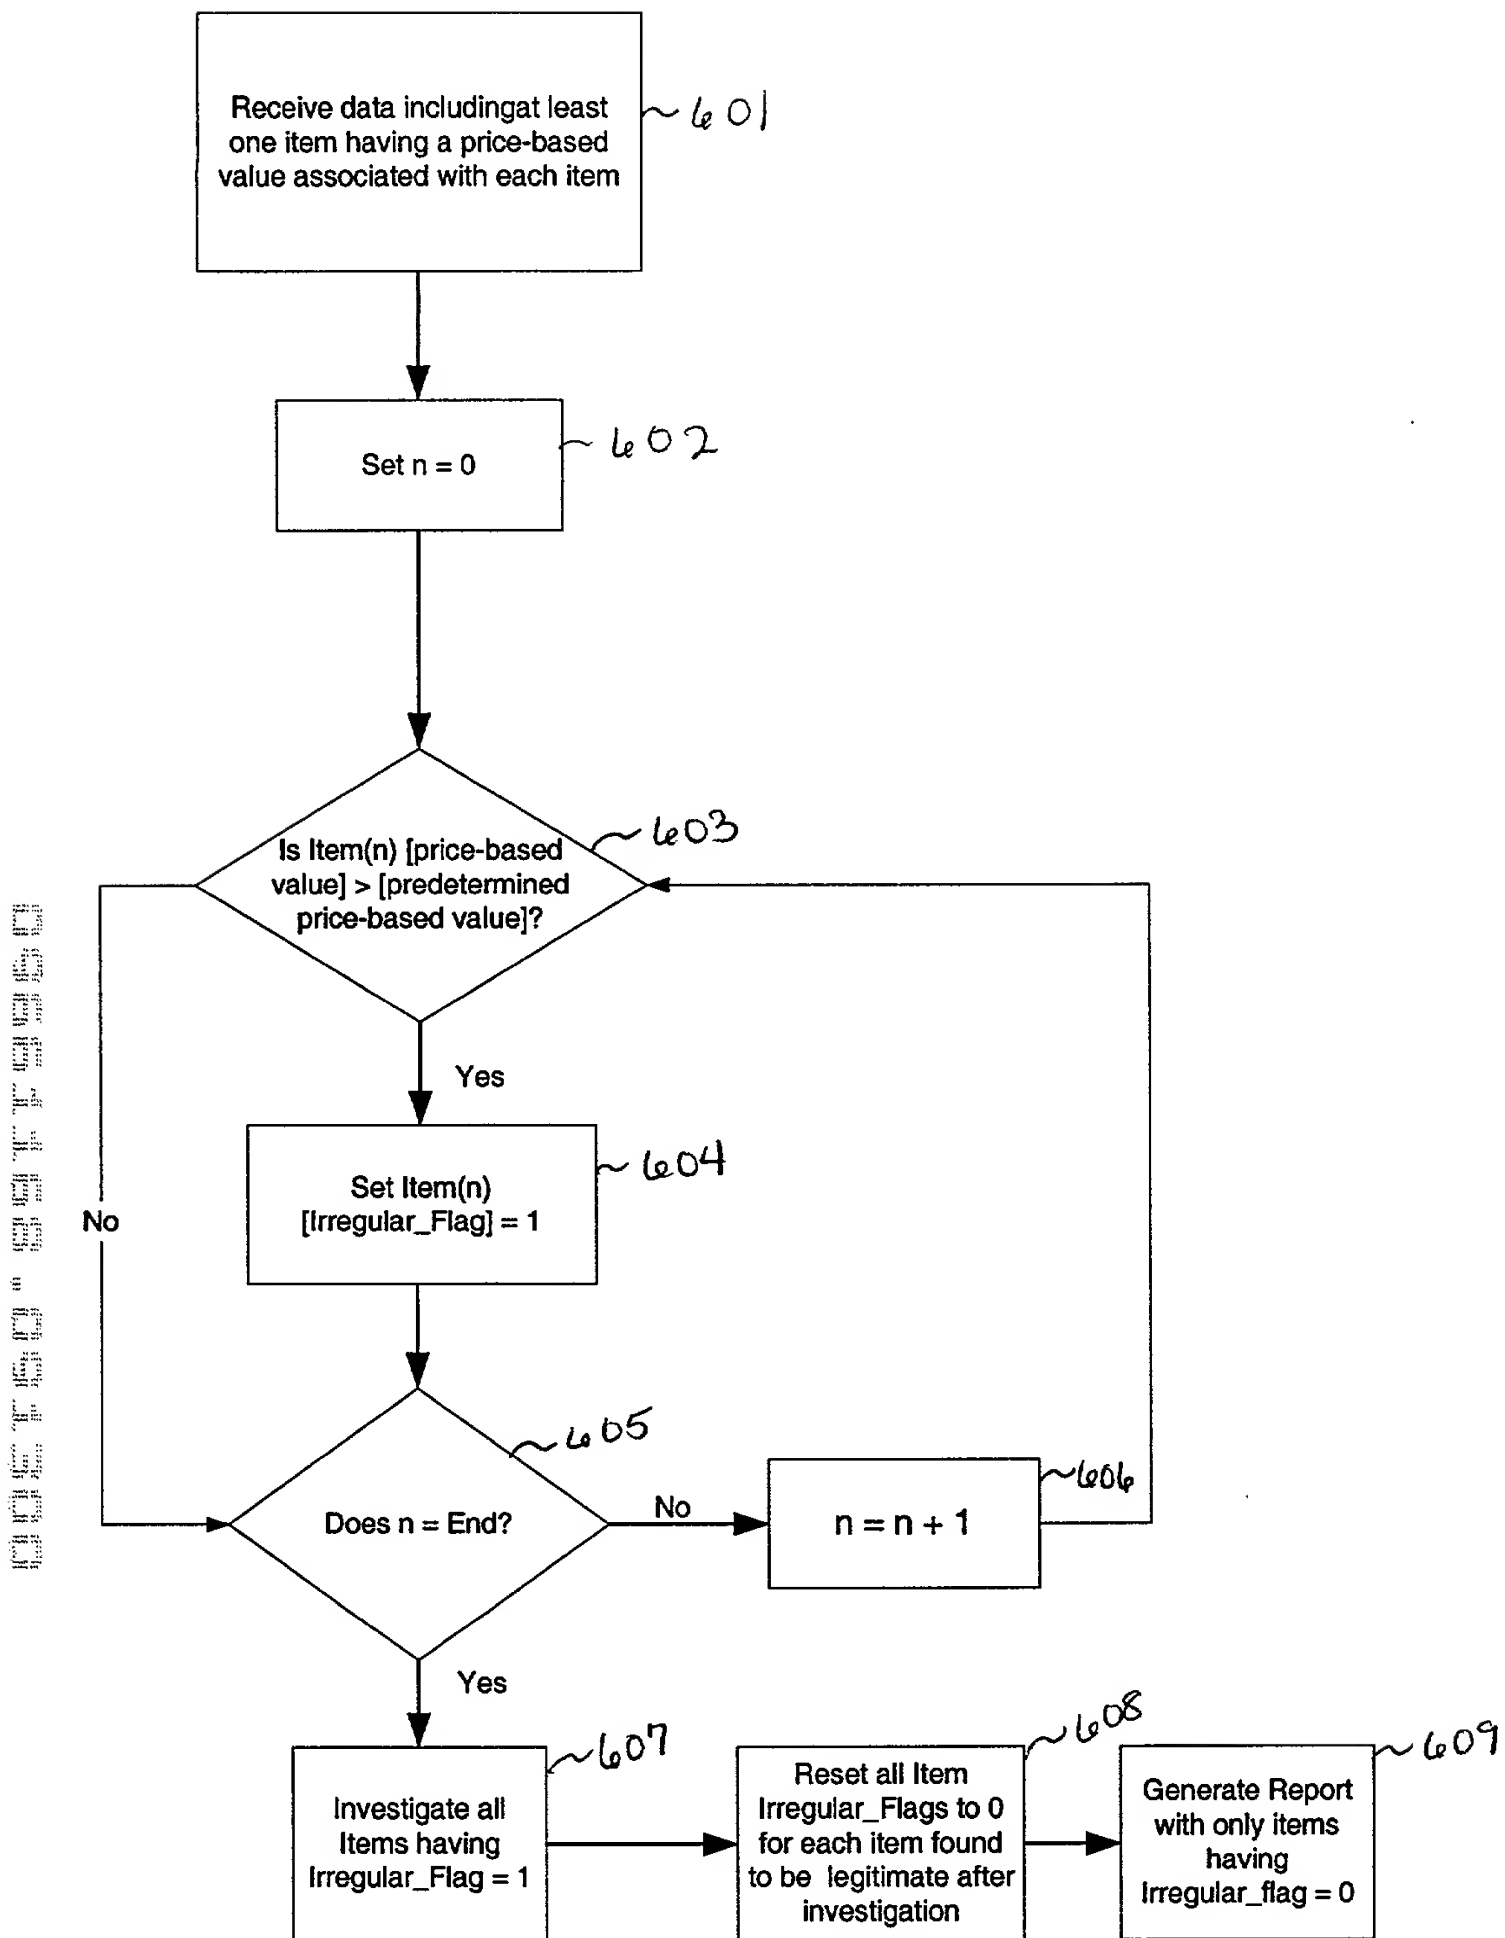 Receive data includingat least
one item having a price-based
value associated with each item
601
Set n = 0
602
Is Item(n) [price-based
value] > [predetermined
price-based value]?
603
Yes
No
Set Item(n)
[Irregular_Flag] = 1
604
Does n = End?
605
No
n = n + 1
606
Yes
Investigate all
Items having
Irregular_Flag = 1
607
Reset all Item
Irregular_Flags to 0
for each item found
to be legitimate after
investigation
608
Generate Report
with only items
having
Irregular_flag = 0
609